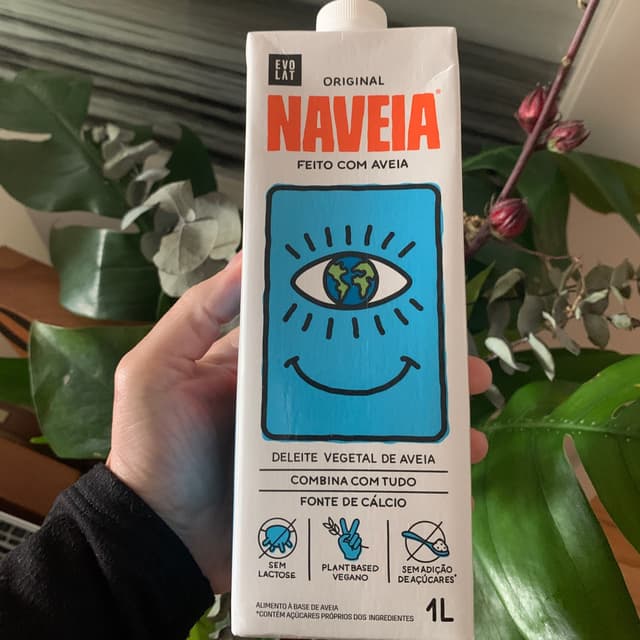 EVO
LAT
ORIGINAL
NAVEIA®
FEITO COM AVEIA
DELEITE VEGETAL DE AVEIA
COMBINA COM TUDO
FONTE DE CÁLCIO
SEM
LACTOSE
PLANT BASED
VEGANO
SEM ADIÇÃO
DE AÇÚCARES*
ALIMENTO À BASE DE AVEIA
*CONTÉM AÇÚCARES PRÓPRIOS DOS INGREDIENTES
1L